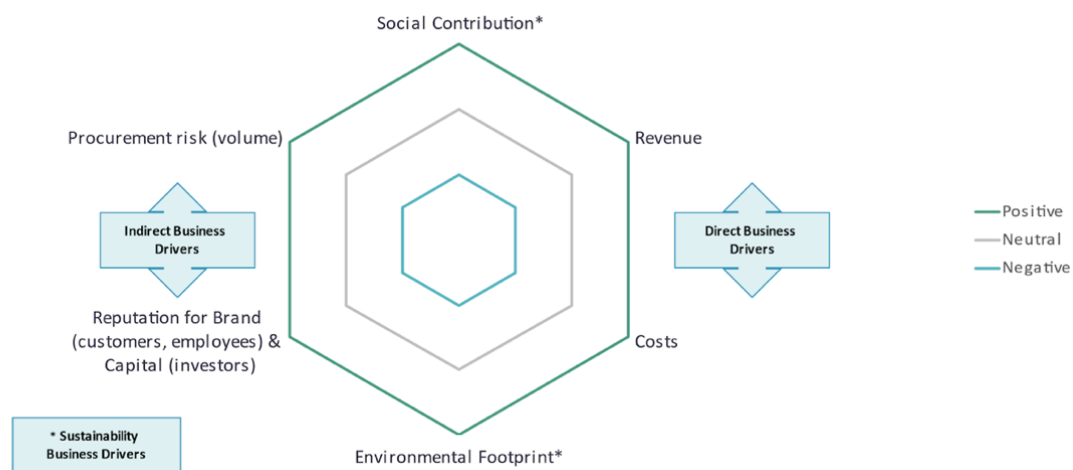 Social Contribution*
Procurement risk (volume)
Revenue
Indirect Business
Drivers
Direct Business
Drivers
Positive
Neutral
Negative
Reputation for Brand
(customers, employees) &
Capital (investors)
Costs
* Sustainability
Business Drivers
Environmental Footprint*